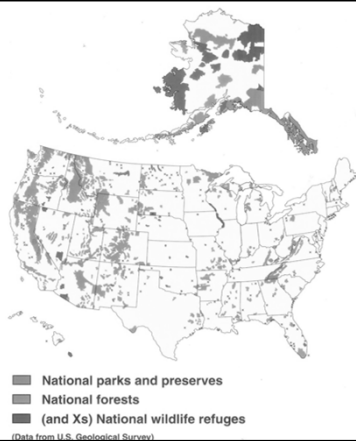 National parks and preserves
National forests
(and Xs) National wildlife refuges
(Data from U.S. Geological Survey)